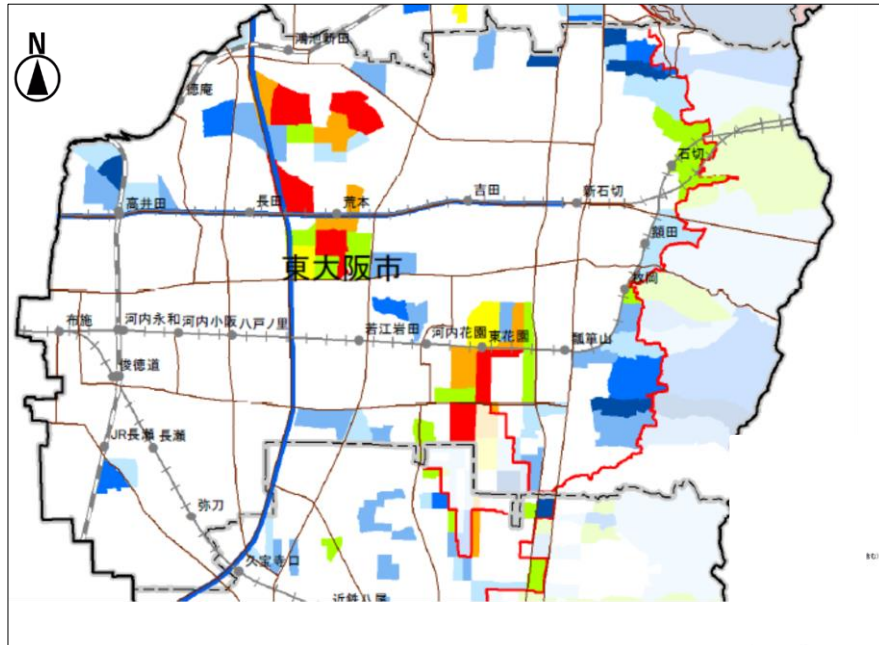 N
鴻池新田
徳庵
石切
高井田
長田
荒本
吉田
新石切
額田
東大阪市
枚岡
布施
河内永和
河内小阪
八戸ノ里
若江岩田
河内花園
東花園
瓢箪山
俊徳道
JR長瀬
長瀬
弥刀
久宝寺口
近鉄八尾